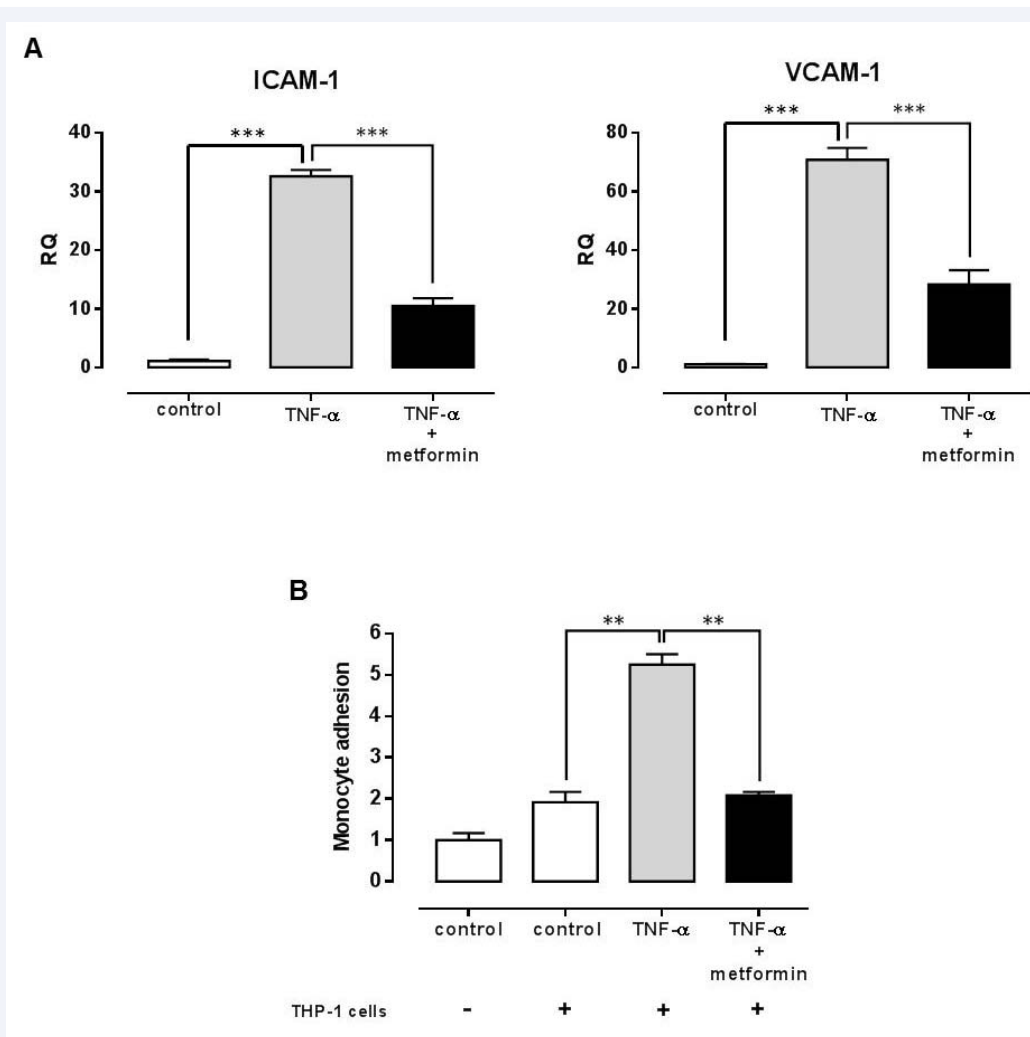 A
ICAM-1
*** ***
40
30
20
10
0
RQ
control
TNF-α
TNF-α
+
metformin
VCAM-1
*** ***
80
60
40
20
0
RQ
control
TNF-α
TNF-α
+
metformin
B
** **
6
5
4
3
2
1
0
Monocyte adhesion
control
control
TNF-α
TNF-α
+
metformin
THP-1 cells - + + +